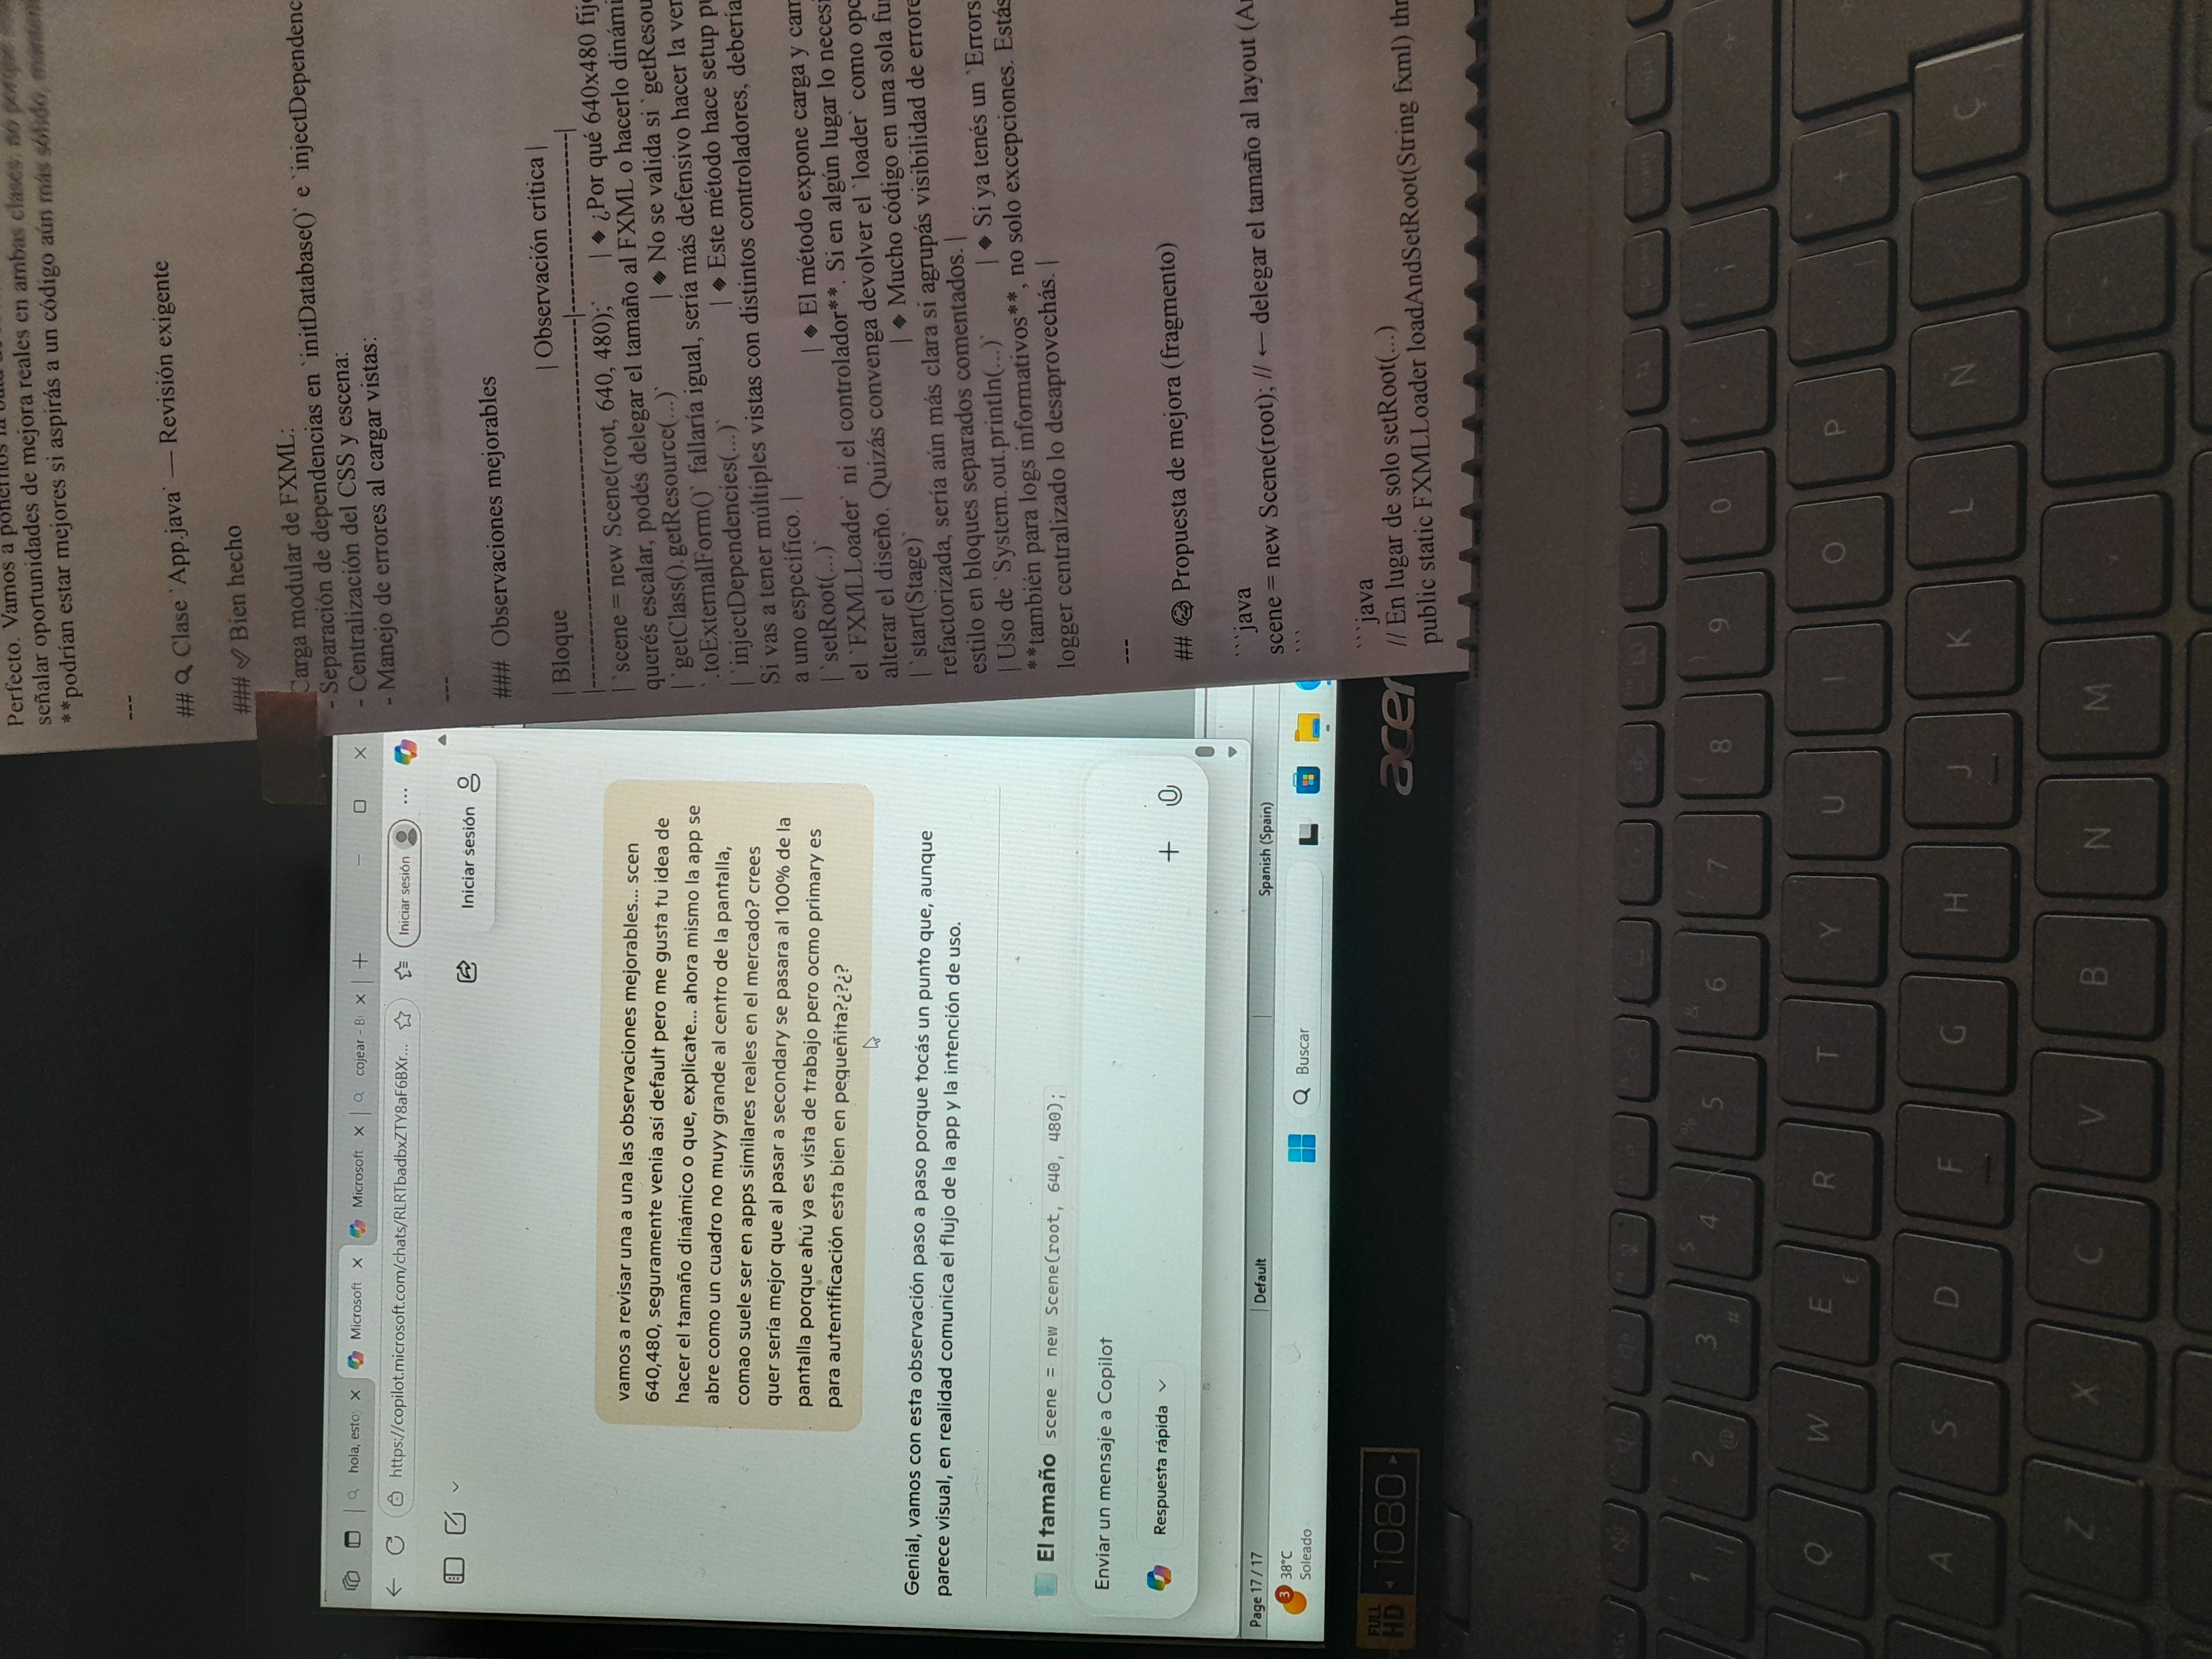 hola, esto
Microsoft
Microsoft
cojear - Bi
https://copilot.microsoft.com/chats/RLRTbadbxZTY8aF6BXr...
Iniciar sesión
Iniciar sesión
vamos a revisar una a una las observaciones mejorables... scen
640,480, seguramente venia así default pero me gusta tu idea de
hacer el tamaño dinámico o que, explicate... ahora mismo la app se
abre como un cuadro no muyy grande al centro de la pantalla,
comao suele ser en apps similares reales en el mercado? crees
quer sería mejor que al pasar a secondary se pasara al 100% de la
pantalla porque ahú ya es vista de trabajo pero ocmo primary es
para autentificación esta bien en pequeñita?¿?¿?
Genial, vamos con esta observación paso a paso porque tocás un punto que, aunque
parece visual, en realidad comunica el flujo de la app y la intención de uso.
El tamaño scene = new Scene(root, 640, 480);
Enviar un mensaje a Copilot
Respuesta rápida
Page 17 / 17
Default
Spanish (Spain)
3
38°C
Soleado
Buscar
FULL HD 1080
acer
Perfecto. Vamos a ponernos la
señalar oportunidades de mejora reales en ambas clases: no porque
**podrían estar mejores si aspirás a un código aún más sólido,
---
## 🔍 Clase `App.java` — Revisión exigente
### ✅ Bien hecho
Carga modular de FXML:
- Separación de dependencias en `initDatabase()` e `injectDependenc
- Centralización del CSS y escena:
- Manejo de errores al cargar vistas:
---
### Observaciones mejorables
| Bloque | Observación crítica |
|---------------------------------------|-------------------|
| `scene = new Scene(root, 640, 480);` | ◆ ¿Por qué 640x480 fij
querés escalar, podés delegar el tamaño al FXML o hacerlo dinámi
| `getClass().getResource(...)` | ◆ No se valida si `getResou
`.toExternalForm()` fallaría igual, sería más defensivo hacer la ver
| `injectDependencies(...)` | ◆ Este método hace setup p
Si vas a tener múltiples vistas con distintos controladores, debería
a uno específico. |
| `setRoot(...)` | ◆ El método expone carga y cam
el `FXMLLoader` ni el controlador**. Si en algún lugar lo neces
alterar el diseño. Quizás convenga devolver el `loader` como opc
| `start(Stage)` | ◆ Mucho código en una sola fu
refactorizada, sería aún más clara si agrupás visibilidad de errore
estilo en bloques separados comentados. |
| Uso de `System.out.println(...)` | ◆ Si ya tenés un `Errors
**también para logs informativos**, no solo excepciones. Estás
logger centralizado lo desaprovechás. |
---
## Propuesta de mejora (fragmento)
```java
scene = new Scene(root); // ← delegar el tamaño al layout (A
```
```java
// En lugar de solo setRoot(...)
public static FXMLLoader loadAndSetRoot(String fxml) thr
1 2 @ 3 # $ 4 % 5 & 6 / 7 ( 8 ) 9 0 ' ¡
Q W E € R T Y U I O P +
A S D F G H J K L Ñ Ç
Z X C V B N M